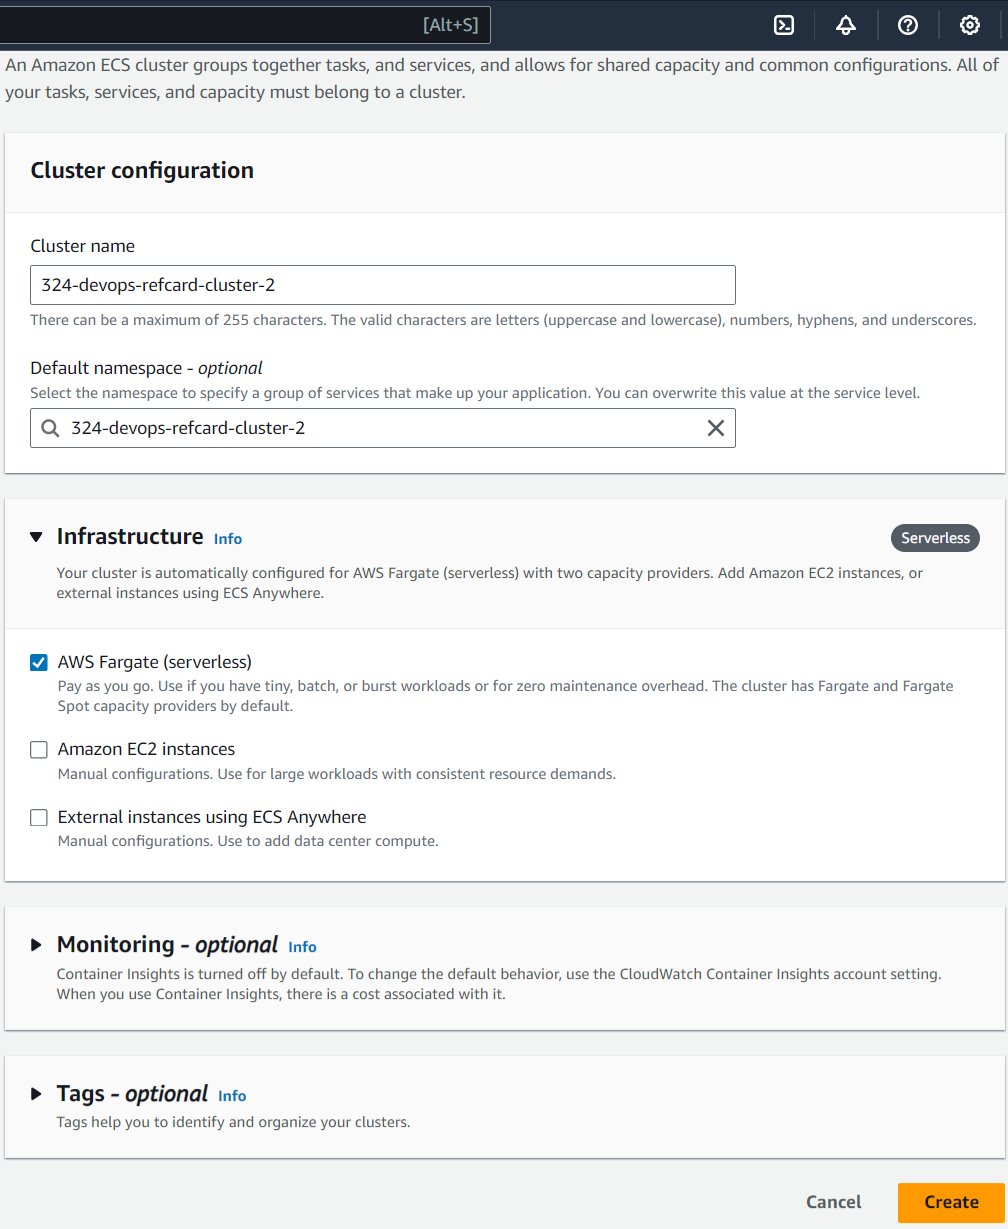 [Alt+S]
An Amazon ECS cluster groups together tasks, and services, and allows for shared capacity and common configurations. All of
your tasks, services, and capacity must belong to a cluster.
Cluster configuration
Cluster name
324-devops-refcard-cluster-2
There can be a maximum of 255 characters. The valid characters are letters (uppercase and lowercase), numbers, hyphens, and underscores.
Default namespace - optional
Select the namespace to specify a group of services that make up your application. You can overwrite this value at the service level.
324-devops-refcard-cluster-2
Infrastructure Info
Serverless
Your cluster is automatically configured for AWS Fargate (serverless) with two capacity providers. Add Amazon EC2 instances, or
external instances using ECS Anywhere.
AWS Fargate (serverless)
Pay as you go. Use if you have tiny, batch, or burst workloads or for zero maintenance overhead. The cluster has Fargate and Fargate
Spot capacity providers by default.
Amazon EC2 instances
Manual configurations. Use for large workloads with consistent resource demands.
External instances using ECS Anywhere
Manual configurations. Use to add data center compute.
Monitoring - optional Info
Container Insights is turned off by default. To change the default behavior, use the CloudWatch Container Insights account setting.
When you use Container Insights, there is a cost associated with it.
Tags - optional Info
Tags help you to identify and organize your clusters.
Cancel
Create